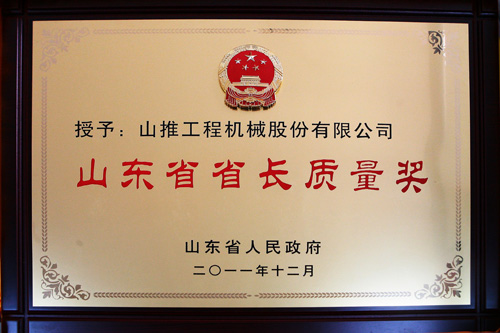 授予：山推工程机械股份有限公司
山东省省长质量奖
山东省人民政府
二〇一一年十二月